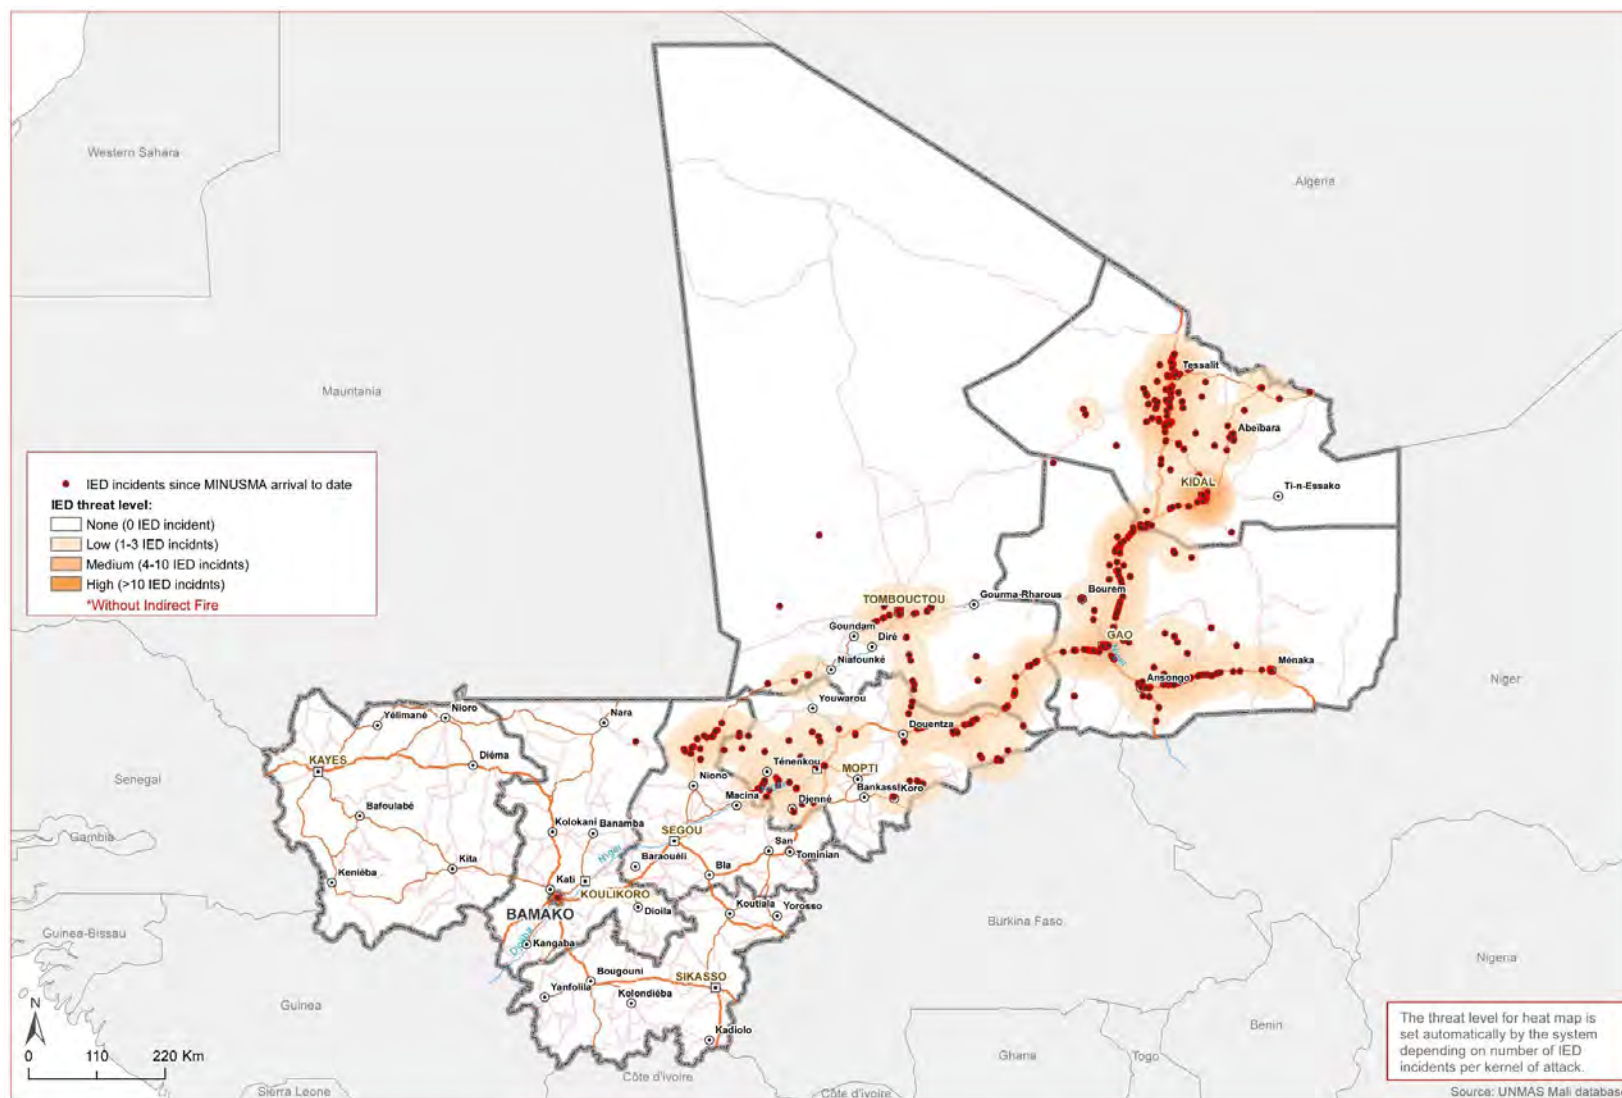 Western Sahara
Algeria
Mauritania
Tessalit
Abeïbara
KIDAL
Ti-n-Essako
IED incidents since MINUSMA arrival to date
IED threat level:
None (0 IED incident)
Low (1-3 IED incidnts)
Medium (4-10 IED incidnts)
High (>10 IED incidnts)
*Without Indirect Fire
TOMBOUCTOU
Gourma-Rharous
Bourem
Goundam
Diré
GAO
Niger
Niafounké
Ménaka
Ansongo
Niger
Youwarou
Nioro
Yélimané
Nara
Douentza
KAYES
Diéma
Senegal
Ténenkou
MOPTI
Niono
Bankass
Koro
Macina
Djenné
Bafoulabé
Gambia
Kolokani
Banamba
SEGOU
Niger
San
Tominian
Baraouéli
Bla
Kita
Keniéba
Kati
KOULIKORO
BAMAKO
Dioila
Koutiala
Yorosso
Burkina Faso
Guinea-Bissau
Kangaba
Nigeria
Bougouni
SIKASSO
Yanfolila
Kolondiéba
Guinea
N
Kadiolo
Benin
0 110 220 Km
Ghana
Togo
Côte d'Ivoire
Sierra Leone
Côte d'ivoire
The threat level for heat map is
set automatically by the system
depending on number of IED
incidents per kernel of attack.
Source: UNMAS Mali database